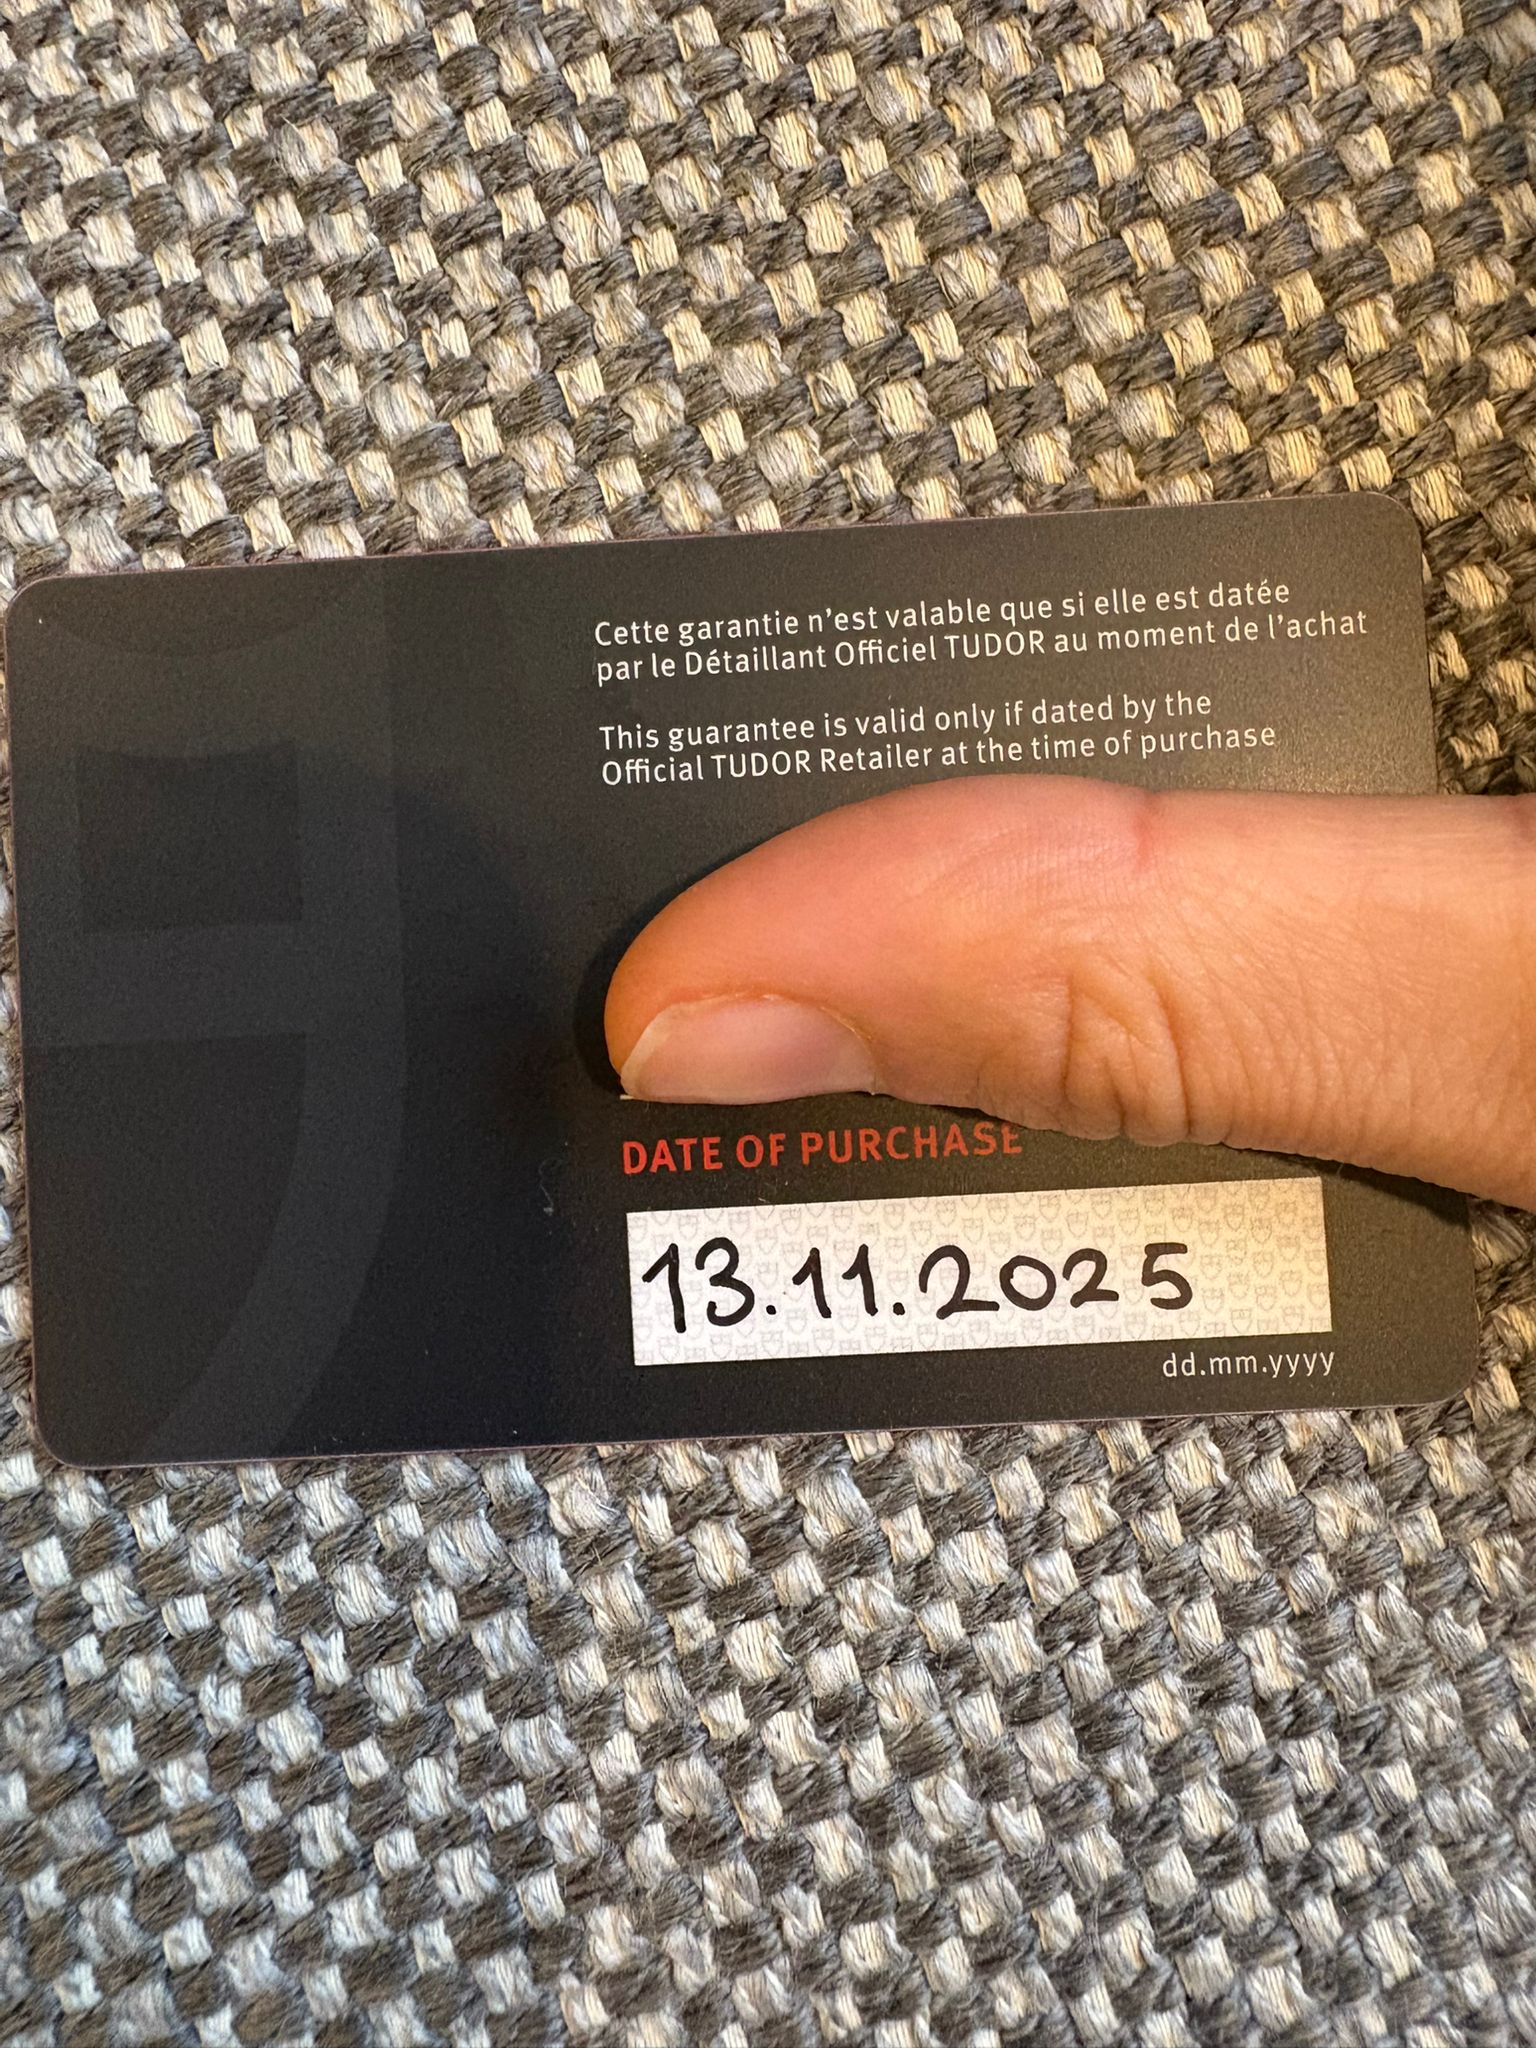 Cette garantie n'est valable que si elle est datée
par le Détaillant Officiel TUDOR au moment de l'achat
This guarantee is valid only if dated by the
Official TUDOR Retailer at the time of purchase
DATE OF PURCHASE
13.11.2025
dd.mm.yyyy